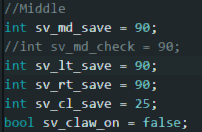 //Middle
int sv_md_save = 90;
//int sv_md_check = 90;
int sv_lt_save = 90;
int sv_rt_save = 90;
int sv_cl_save = 25;
bool sv_claw_on = false;